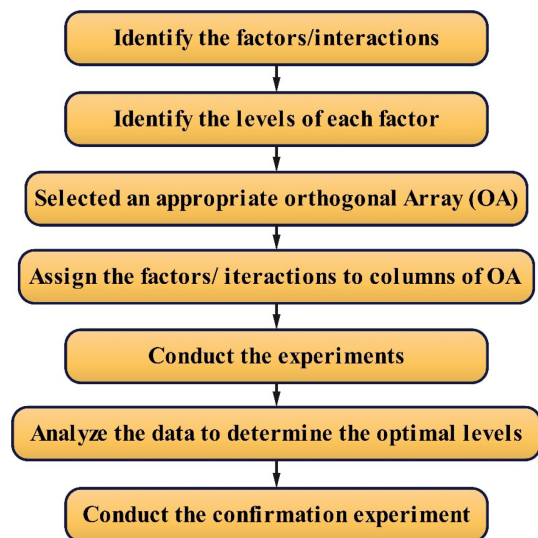 Identify the factors/interactions
Identify the levels of each factor
Selected an appropriate orthogonal Array (OA)
Assign the factors/ iteractions to columns of OA
Conduct the experiments
Analyze the data to determine the optimal levels
Conduct the confirmation experiment